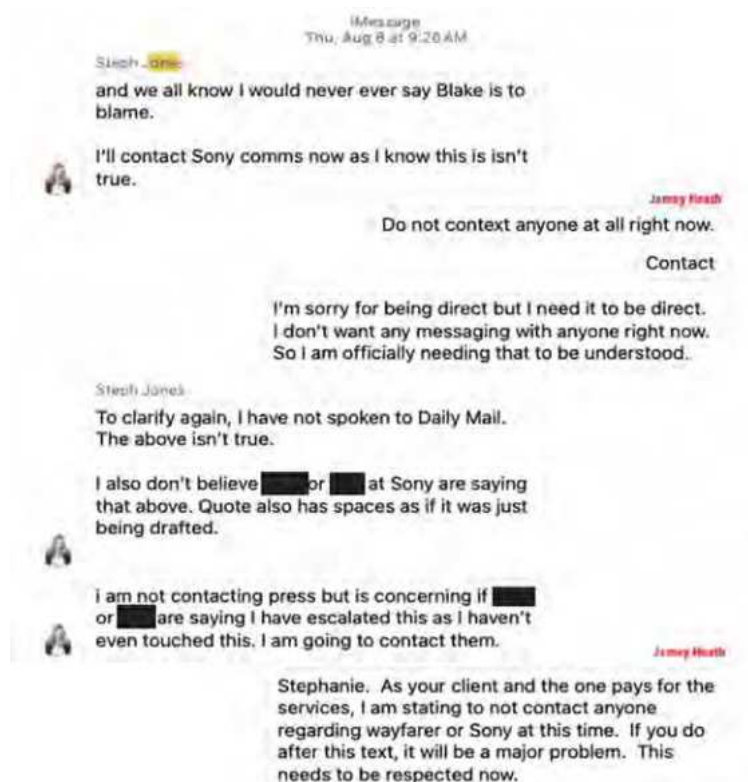 iMessage
Thu, Aug 8 at 9:20 AM
Steph Jones
and we all know I would never ever say Blake is to
blame.
I'll contact Sony comms now as I know this is isn't
true.
Jamey Heath
Do not context anyone at all right now.
Contact
I'm sorry for being direct but I need it to be direct.
I don't want any messaging with anyone right now.
So I am officially needing that to be understood.
Steph Jones
To clarify again, I have not spoken to Daily Mail.
The above isn't true.
I also don't believe or at Sony are saying
that above. Quote also has spaces as if it was just
being drafted.
i am not contacting press but is concerning if
or are saying I have escalated this as I haven't
even touched this. I am going to contact them.
Jamey Heath
Stephanie. As your client and the one pays for the
services, I am stating to not contact anyone
regarding wayfarer or Sony at this time. If you do
after this text, it will be a major problem. This
needs to be respected now.